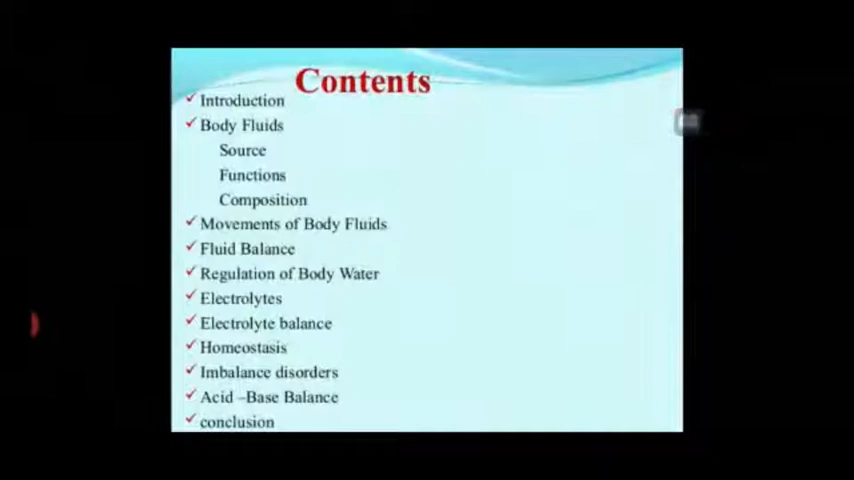 Contents
Introduction
Body Fluids
Source
Functions
Composition
Movements of Body Fluids
Fluid Balance
Regulation of Body Water
Electrolytes
Electrolyte balance
Homeostasis
Imbalance disorders
Acid –Base Balance
conclusion